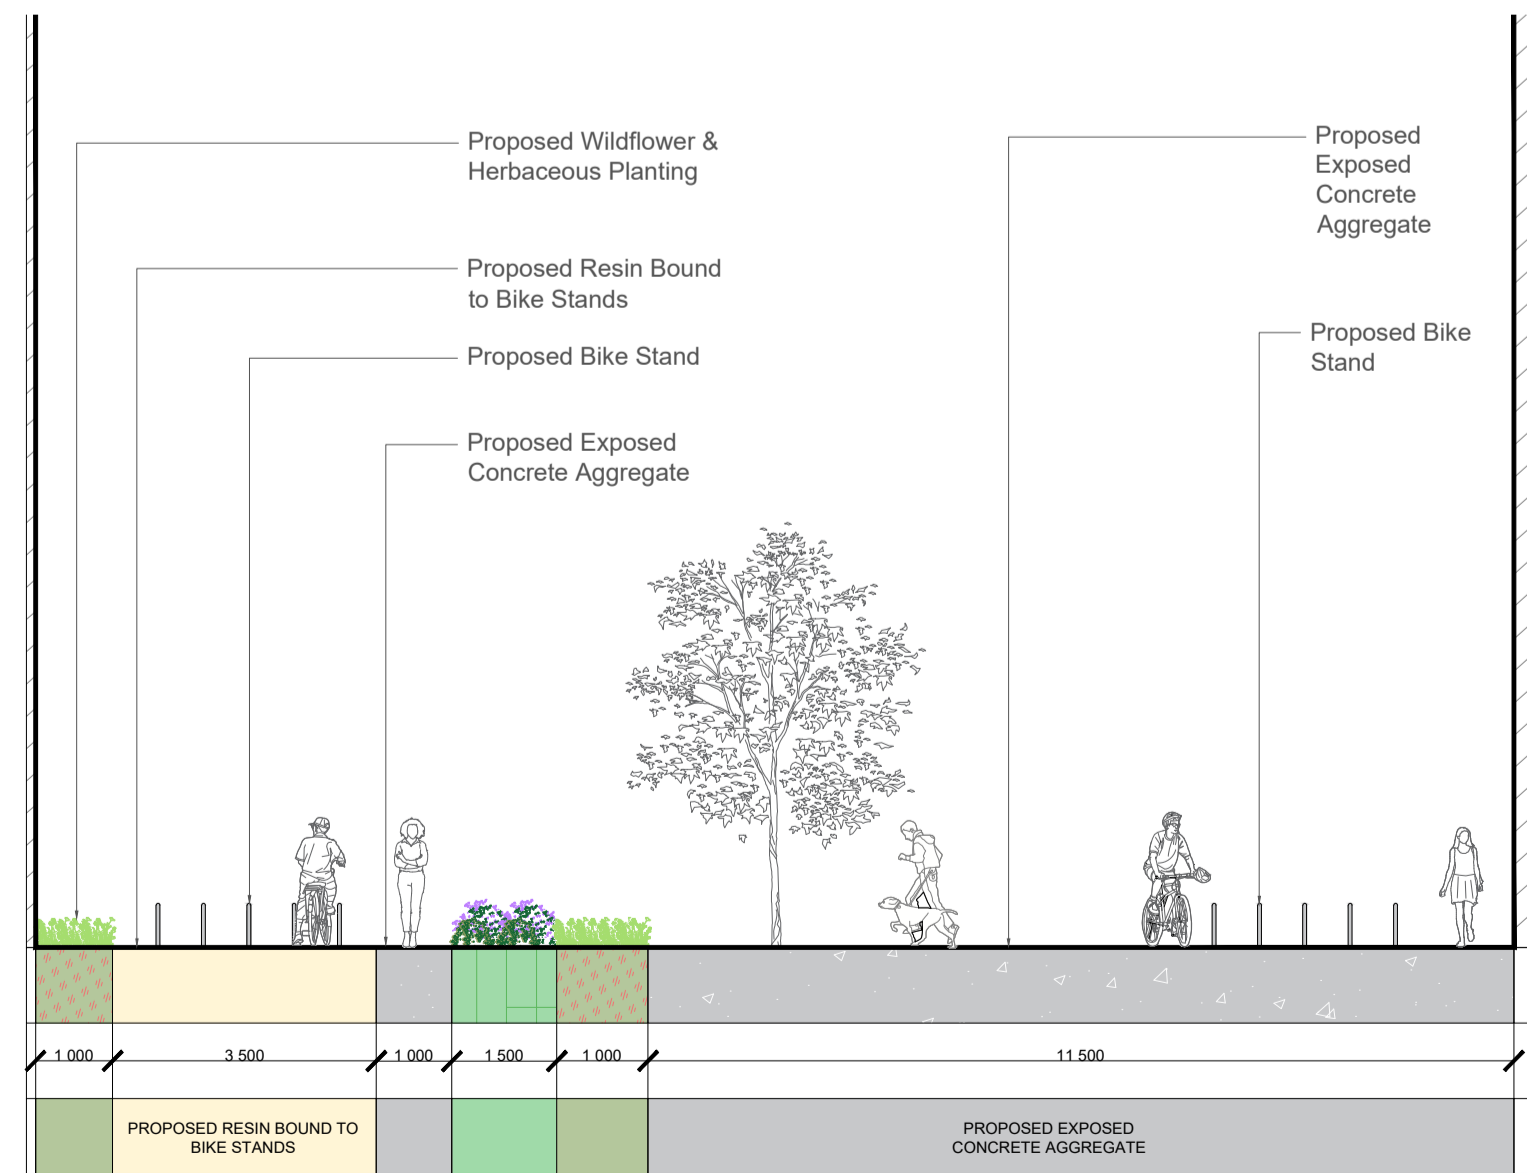 Proposed Wildflower &
Herbaceous Planting
Proposed Resin Bound
to Bike Stands
Proposed Bike Stand
Proposed Exposed
Concrete Aggregate
Proposed
Exposed
Concrete
Aggregate
Proposed Bike
Stand
1 000
3 500
1 000
1 500
1 000
11 500
PROPOSED RESIN BOUND TO
BIKE STANDS
PROPOSED EXPOSED
CONCRETE AGGREGATE